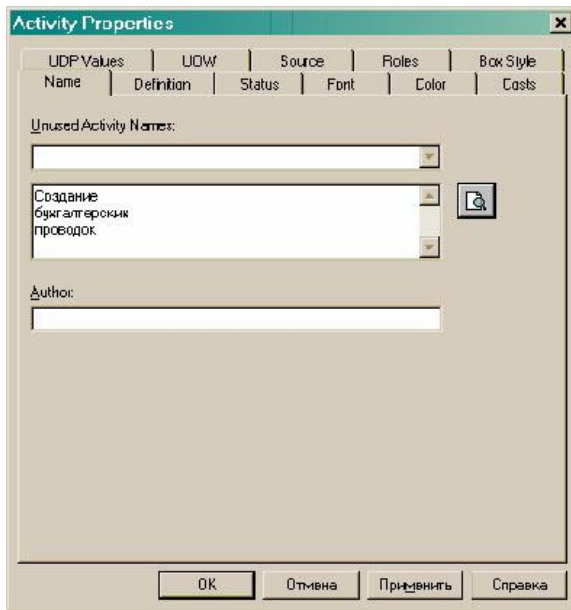 Activity Properties
UDP Values UOW Source Roles Box Style
Name Definition Status Font Color Costs
Unused Activity Names:
Создание
бухгалтерских
проводок
Author:
OK Отмена Применить Справка